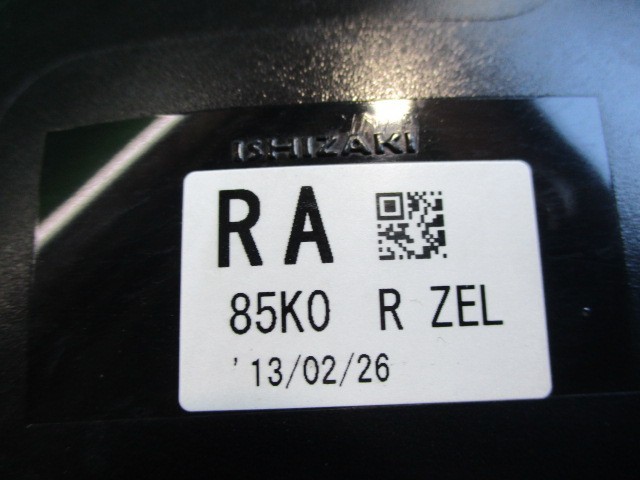 ISHIZAKI
RA
85K0 R ZEL
'13/02/26